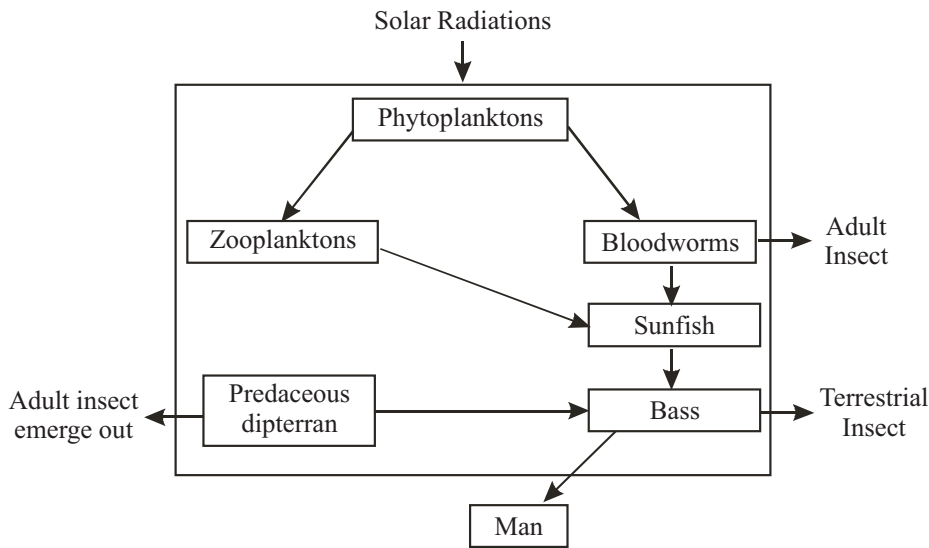 Solar Radiations
Phytoplanktons
Zooplanktons
Bloodworms
Adult
Insect
Sunfish
Adult insect
emerge out
Predaceous
dipterran
Bass
Terrestrial
Insect
Man